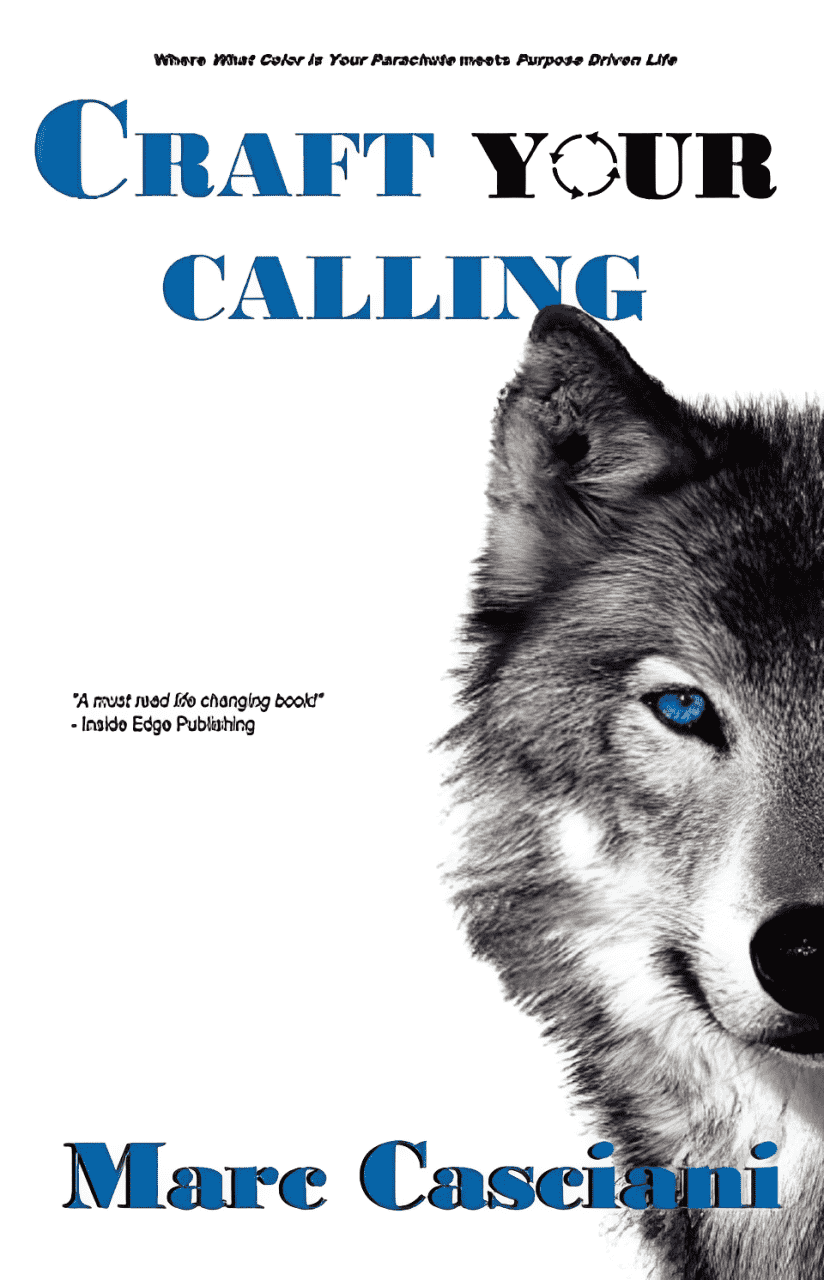 Where What Color Is Your Parachute meets Purpose Driven Life
CRAFT YOUR
CALLING
"A must read life changing book!"
- Inside Edge Publishing
Marc Casciani